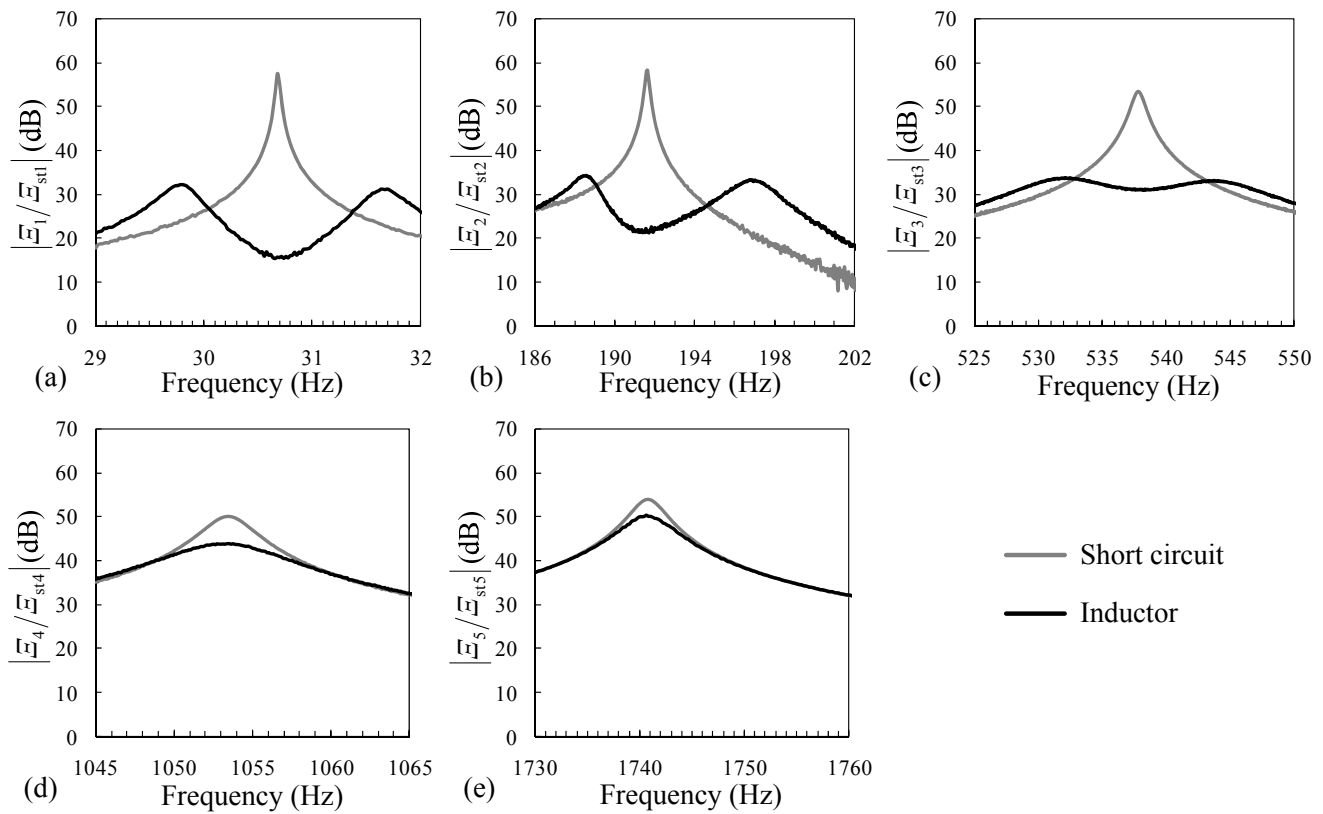 70
60
50
40
30
20
10
0
|Ξ₁/Ξst1| (dB)
29 30 31 32
(a) Frequency (Hz)
70
60
50
40
30
20
10
0
|Ξ₂/Ξst2| (dB)
186 191 194 198 202
(b) Frequency (Hz)
70
60
50
40
30
20
10
0
|Ξ₃/Ξst3| (dB)
525 530 535 540 545 550
(c) Frequency (Hz)
70
60
50
40
30
20
10
0
|Ξ₄/Ξst4| (dB)
1045 1050 1055 1060 1065
(d) Frequency (Hz)
70
60
50
40
30
20
10
0
|Ξ₅/Ξst5| (dB)
1730 1740 1750 1760
(e) Frequency (Hz)
Short circuit
Inductor